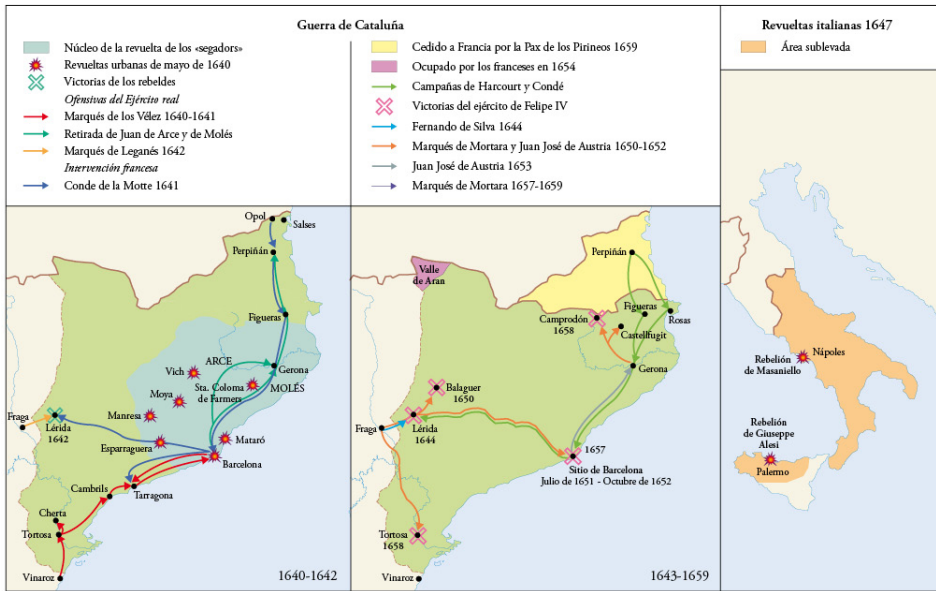 Guerra de Cataluña
Núcleo de la revuelta de los «segadors»
Revueltas urbanas de mayo de 1640
Victorias de los rebeldes
Ofensivas del Ejército real
Marqués de los Vélez 1640-1641
Retirada de Juan de Arce y de Molés
Marqués de Leganés 1642
Intervención francesa
Conde de la Motte 1641
Cedido a Francia por la Pax de los Pirineos 1659
Ocupado por los franceses en 1654
Campañas de Harcourt y Condé
Victorias del ejército de Felipe IV
Fernando de Silva 1644
Marqués de Mortara y Juan José de Austria 1650-1652
Juan José de Austria 1653
Marqués de Mortara 1657-1659
Revueltas italianas 1647
Área sublevada
Opol
Salses
Perpiñán
Figueras
ARCE
Gerona
Vich
Sta. Coloma
de Farmers
MOLÉS
Moya
Manresa
Fraga
Lérida
1642
Esparraguera
Mataró
Barcelona
Cambrils
Tarragona
Cherta
Tortosa
Vinaroz
1640-1642
Perpiñán
Valle
de Aran
Camprodón
1658
Figueras
Rosas
Castellfugit
Gerona
Balaguer
1650
Fraga
Lérida
1644
1657
Sitio de Barcelona
Julio de 1651 - Octubre de 1652
Tortosa
1658
Vinaroz
1643-1659
Nápoles
Rebelión
de Masaniello
Rebelión
de Giuseppe
Alesi
Palermo